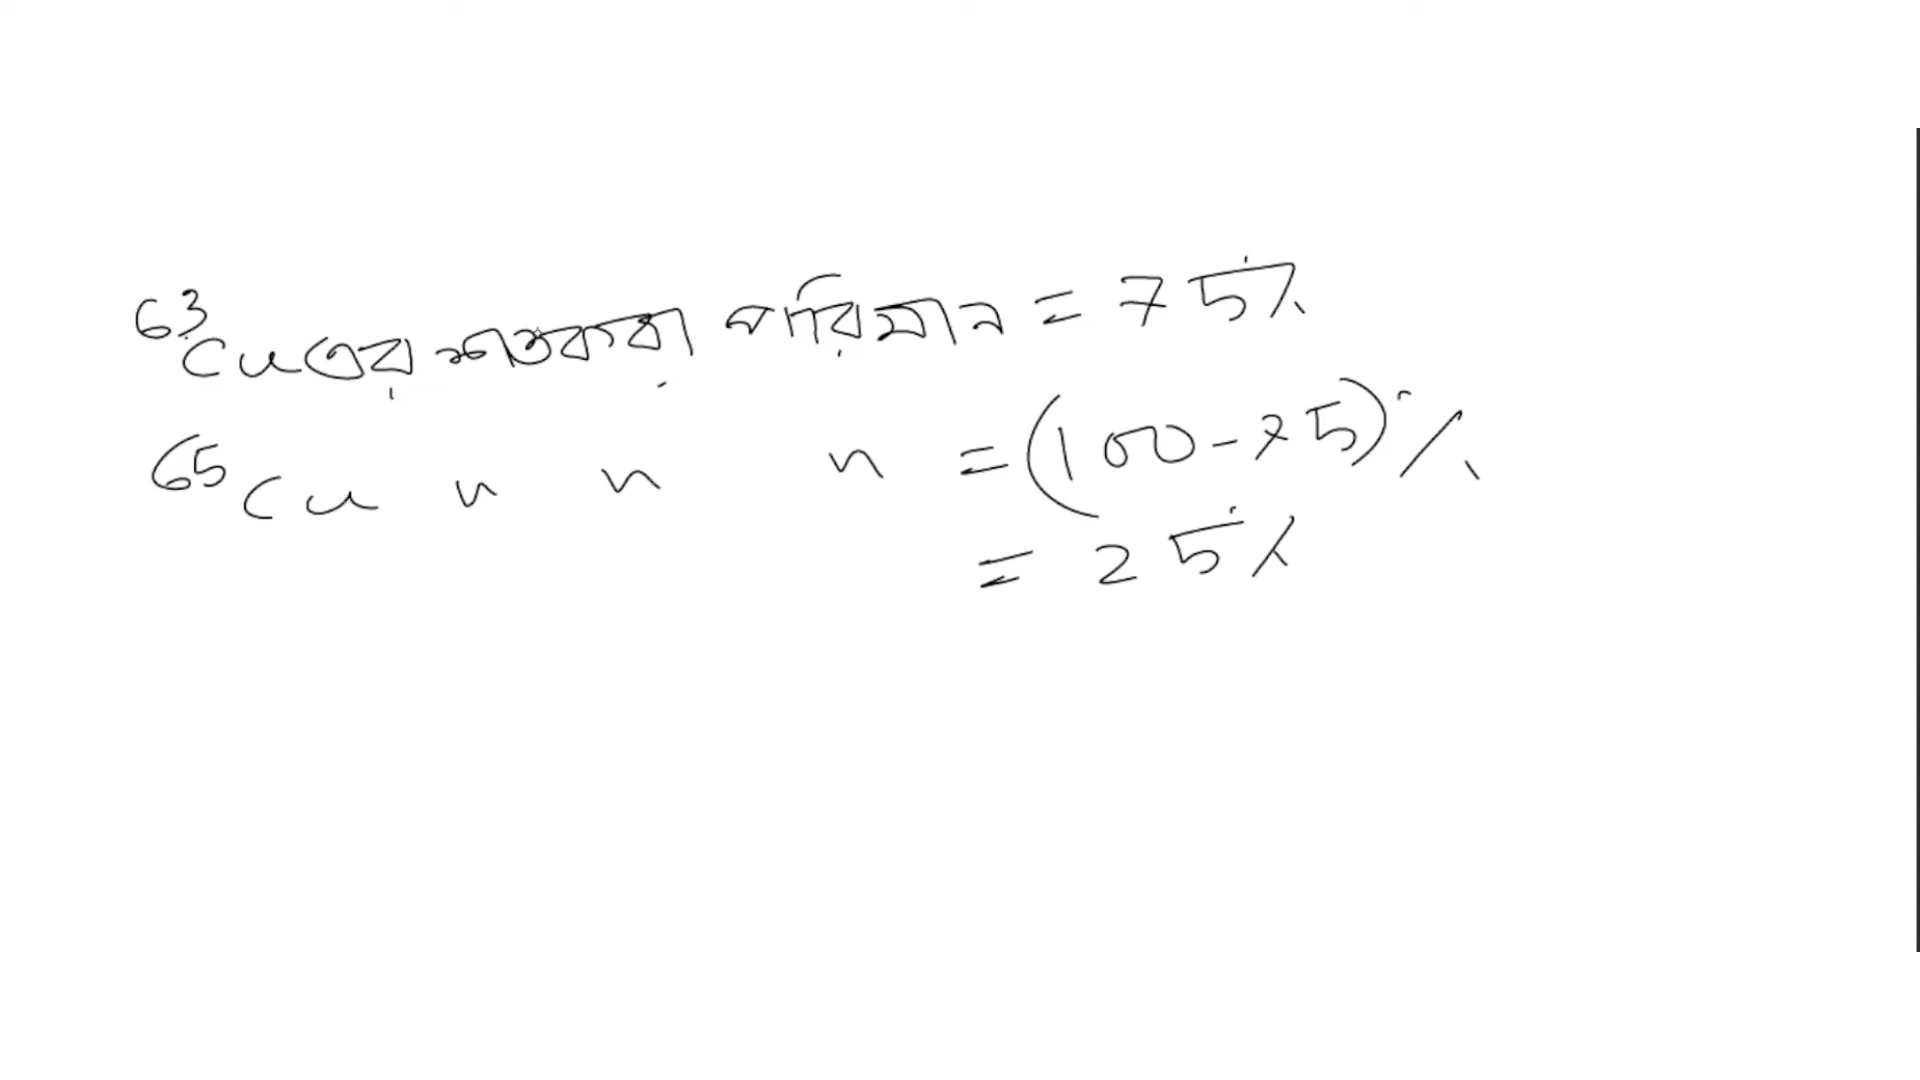 ⁶³Cu এর শতকরা পরিমান = 75%
⁶⁵Cu " " " = (100-75)%
= 25%